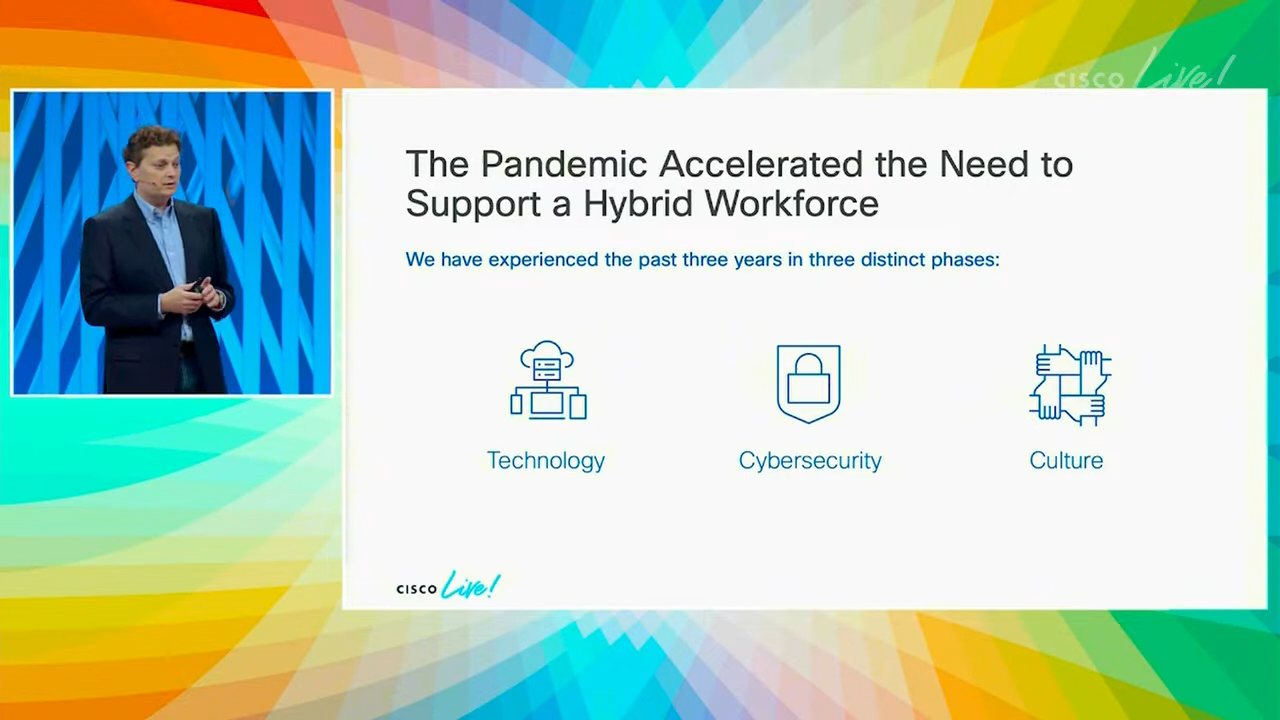 CISCO Live!
The Pandemic Accelerated the Need to
Support a Hybrid Workforce
We have experienced the past three years in three distinct phases:
Technology
Cybersecurity
Culture
CISCO Live!